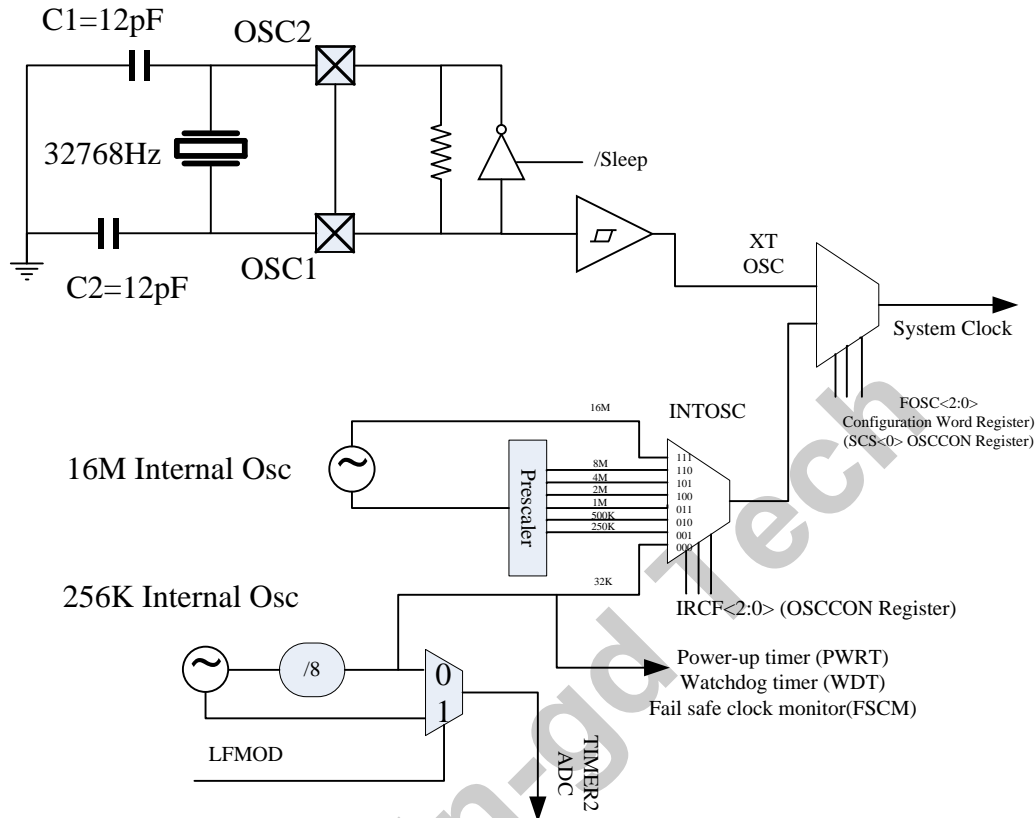 C1=12pF
OSC2
32768Hz
/Sleep
OSC1
C2=12pF
XT
OSC
System Clock
FOSC<2:0>
Configuration Word Register)
(SCS<0> OSCCON Register)
16M
INTOSC
16M Internal Osc
Prescaler
8M
4M
2M
1M
500K
250K
111
110
101
100
011
010
001
000
32K
256K Internal Osc
IRCF<2:0> (OSCCON Register)
/8
0
1
Power-up timer (PWRT)
Watchdog timer (WDT)
Fail safe clock monitor(FSCM)
LFMOD
TIMER2
ADC
n-gd Tech